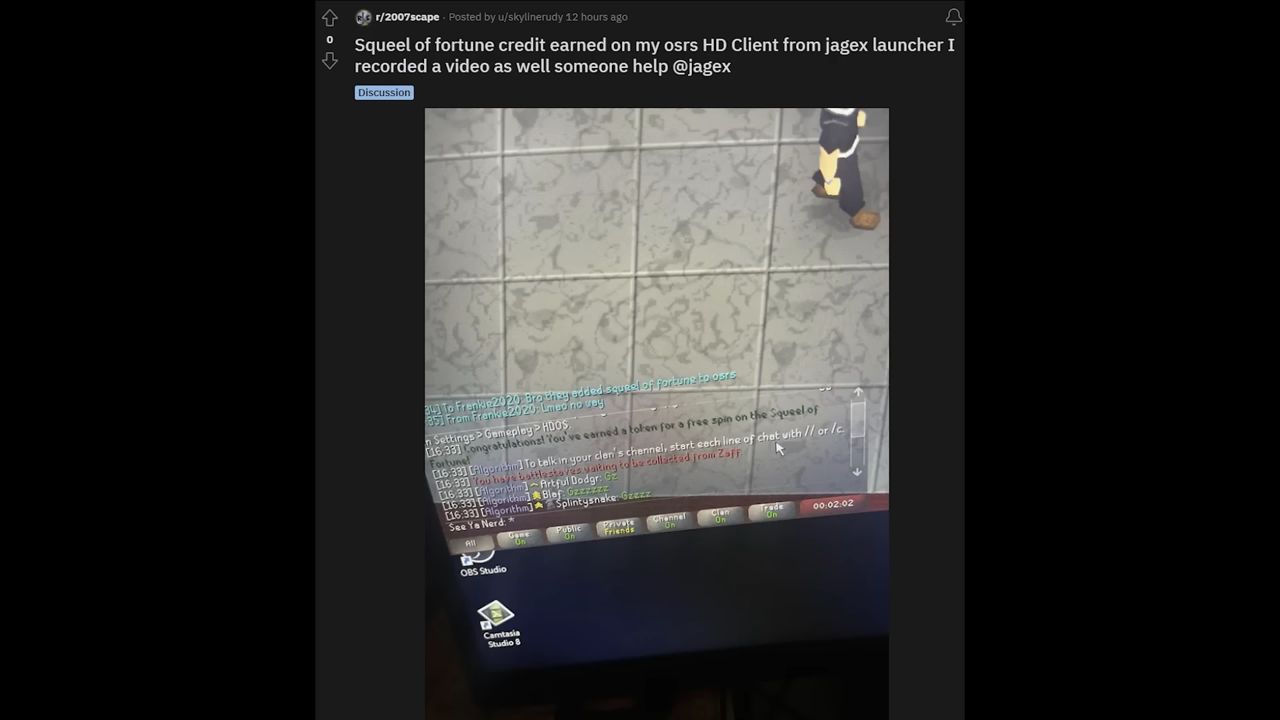 r/2007scape · Posted by u/skylinerudy 12 hours ago
0
Squeel of fortune credit earned on my osrs HD Client from jagex launcher I
recorded a video as well someone help @jagex
Discussion
To Frenkie2020: Bro they added squeel of fortune to osrs
From Frenkie2020: Lmao no way
n Settings > Gameplay > HDOS.
[16:33] Congratulations! You've earned a token for a free spin on the Squeel of
Fortune!
[16:33] [Algorithm] To talk in your clan's channel, start each line of chat with // or /c.
[16:33] You have battlestaves waiting to be collected from Zaff.
[16:33] [Algorithm] Artful Dodgr: Gz
[16:33] [Algorithm] Blaf: Gzzzzzz
[16:33] [Algorithm] Splintysnake: Gzzzz
See Ya Nerd: *
All
Game
On
Public
On
Private
Friends
Channel
On
Clan
On
Trade
On
00:02:02
OBS Studio
Camtasia
Studio 8